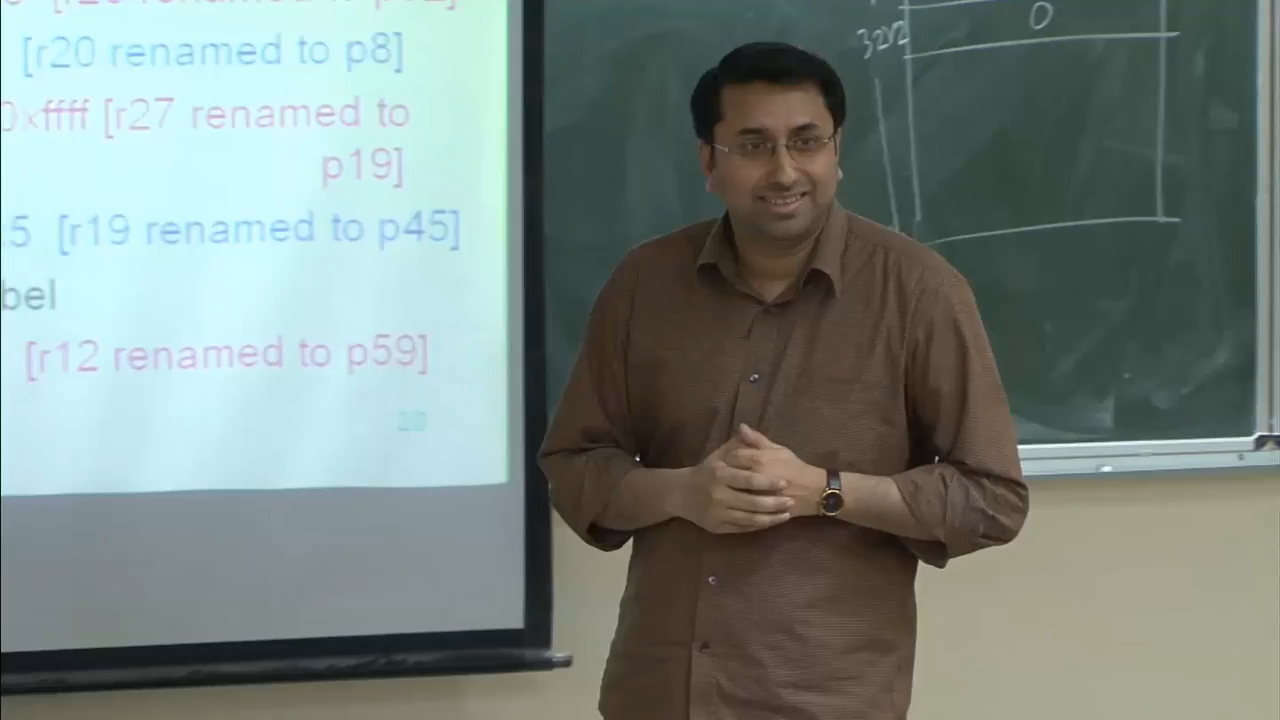 [r20 renamed to p8]
0xffff [r27 renamed to
p19]
.5 [r19 renamed to p45]
bel
[r12 renamed to p59]
0